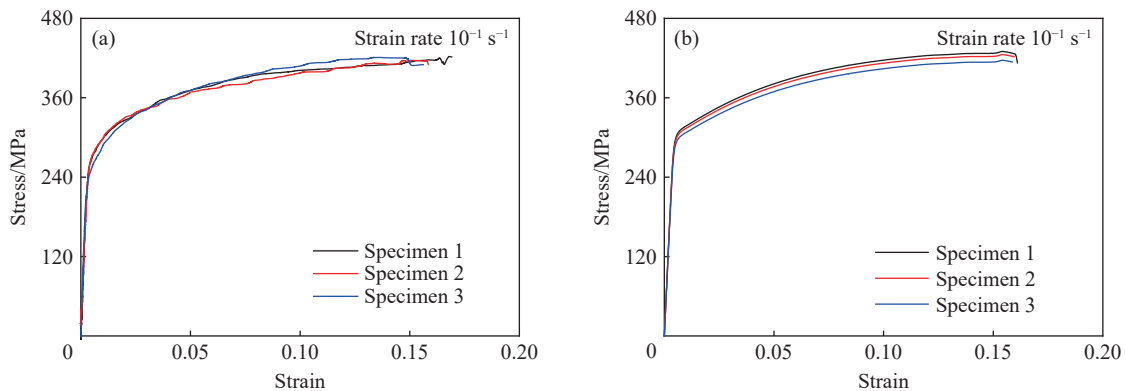 480
(a)
Strain rate 10⁻¹ s⁻¹
360
240
120
0
Stress/MPa
Specimen 1
Specimen 2
Specimen 3
0.05
0.10
0.15
0.20
Strain
480
(b)
Strain rate 10⁻¹ s⁻¹
360
240
120
0
Stress/MPa
Specimen 1
Specimen 2
Specimen 3
0.05
0.10
0.15
0.20
Strain